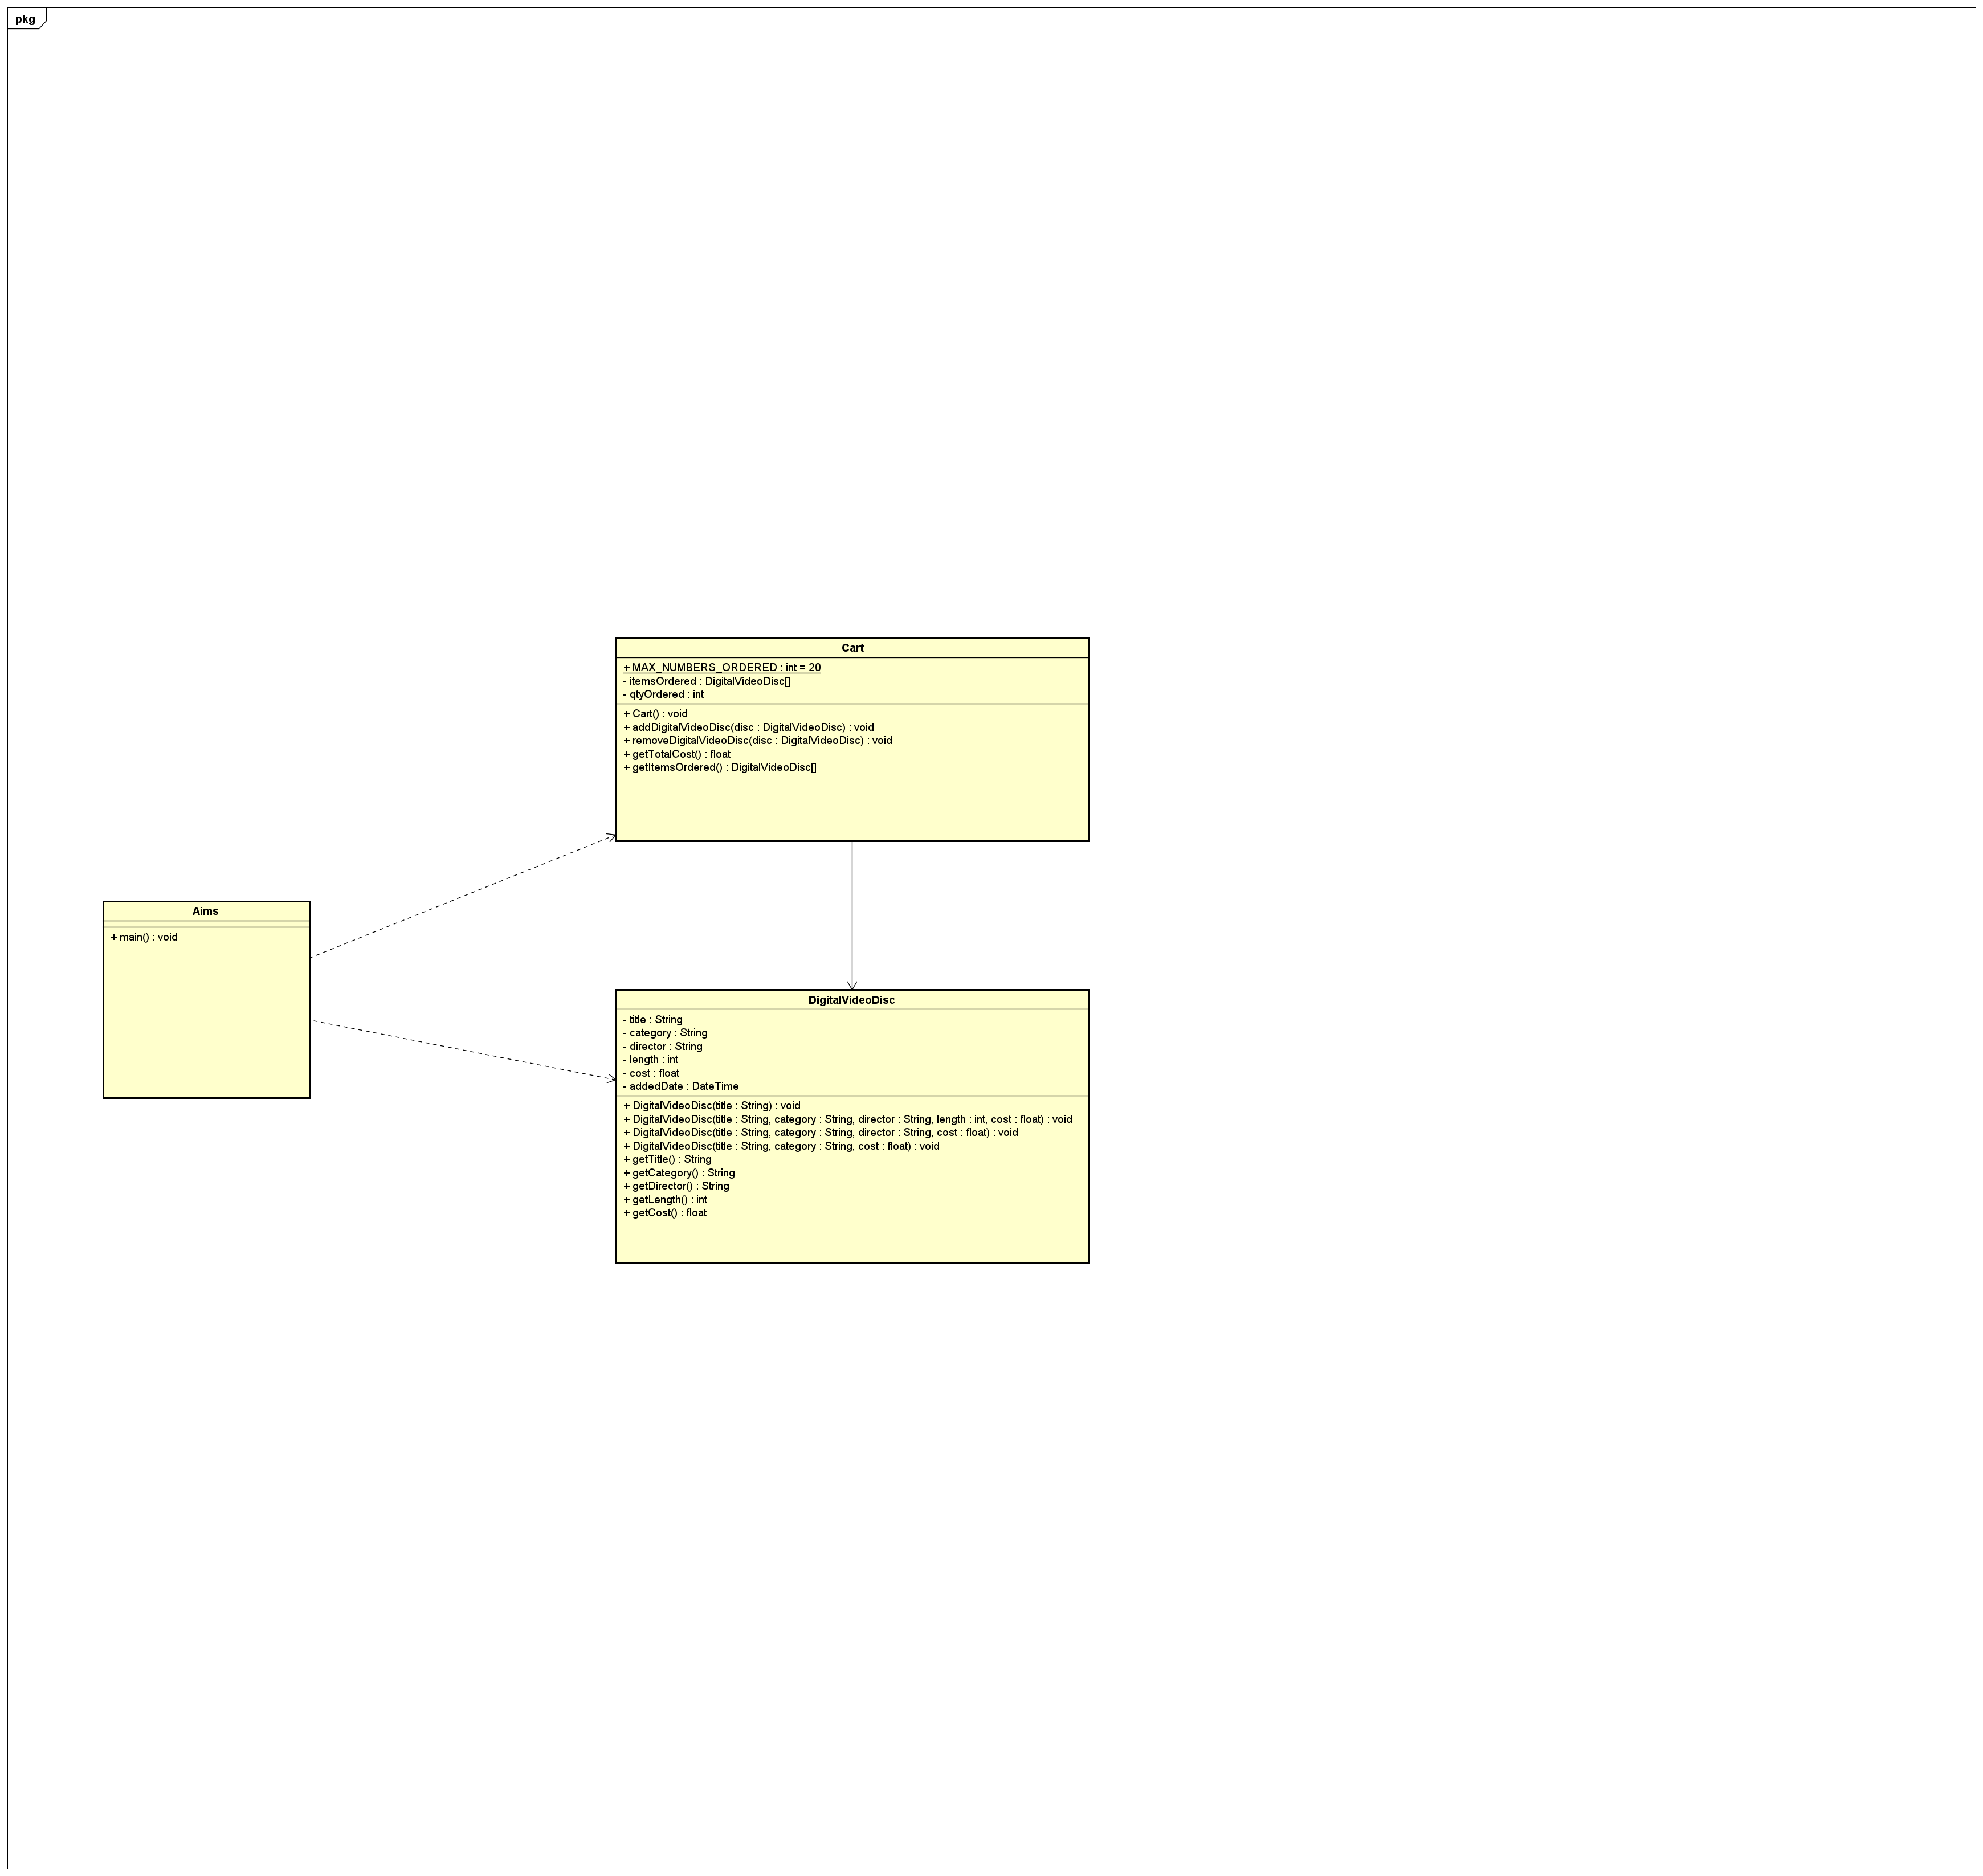 pkg
Cart
+ MAX_NUMBERS_ORDERED : int = 20
- itemsOrdered : DigitalVideoDisc[]
- qtyOrdered : int
+ Cart() : void
+ addDigitalVideoDisc(disc : DigitalVideoDisc) : void
+ removeDigitalVideoDisc(disc : DigitalVideoDisc) : void
+ getTotalCost() : float
+ getItemsOrdered() : DigitalVideoDisc[]
Aims
+ main() : void
DigitalVideoDisc
- title : String
- category : String
- director : String
- length : int
- cost : float
- addedDate : DateTime
+ DigitalVideoDisc(title : String) : void
+ DigitalVideoDisc(title : String, category : String, director : String, length : int, cost : float) : void
+ DigitalVideoDisc(title : String, category : String, director : String, cost : float) : void
+ DigitalVideoDisc(title : String, category : String, cost : float) : void
+ getTitle() : String
+ getCategory() : String
+ getDirector() : String
+ getLength() : int
+ getCost() : float